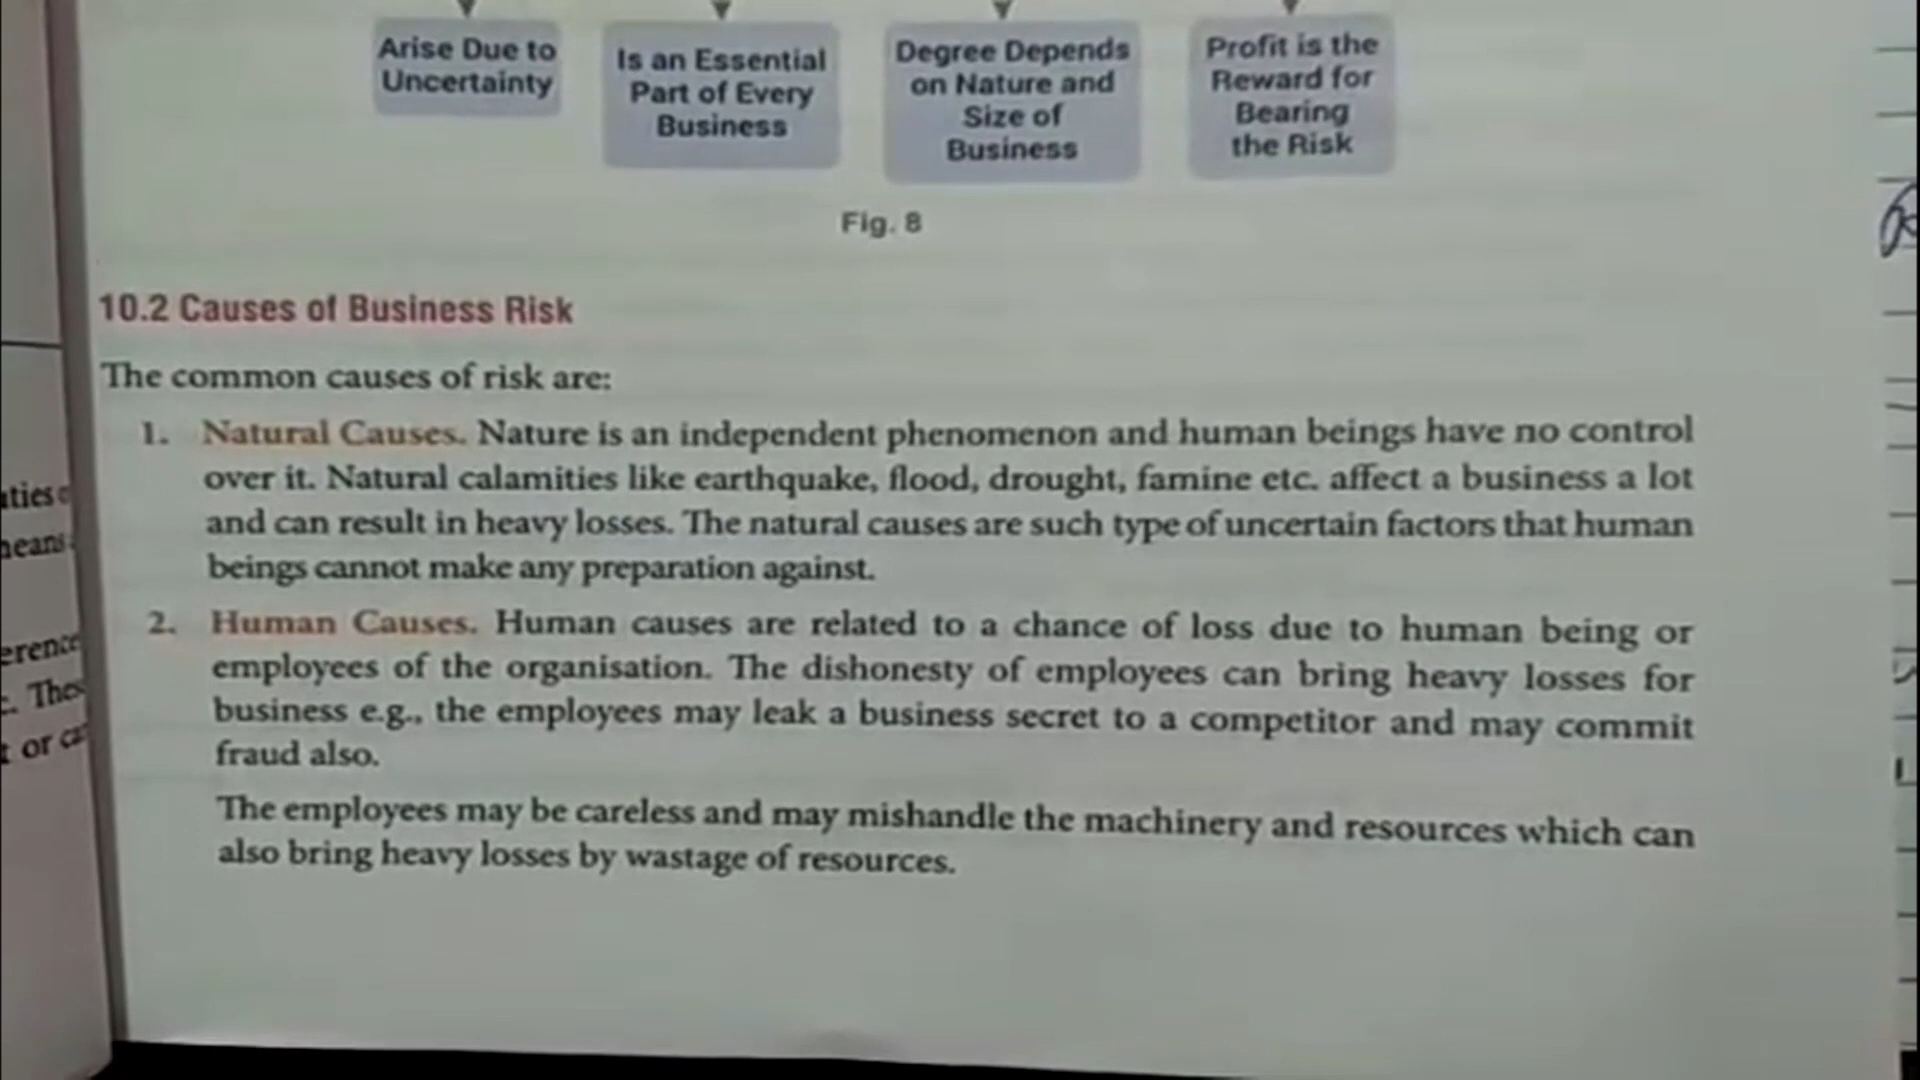 Arise Due to
Uncertainty
Is an Essential
Part of Every
Business
Degree Depends
on Nature and
Size of
Business
Profit is the
Reward for
Bearing
the Risk
Fig. 8
10.2 Causes of Business Risk
The common causes of risk are:
1. Natural Causes. Nature is an independent phenomenon and human beings have no control
over it. Natural calamities like earthquake, flood, drought, famine etc. affect a business a lot
and can result in heavy losses. The natural causes are such type of uncertain factors that human
beings cannot make any preparation against.
2. Human Causes. Human causes are related to a chance of loss due to human being or
employees of the organisation. The dishonesty of employees can bring heavy losses for
business e.g., the employees may leak a business secret to a competitor and may commit
fraud also.
The employees may be careless and may mishandle the machinery and resources which can
also bring heavy losses by wastage of resources.